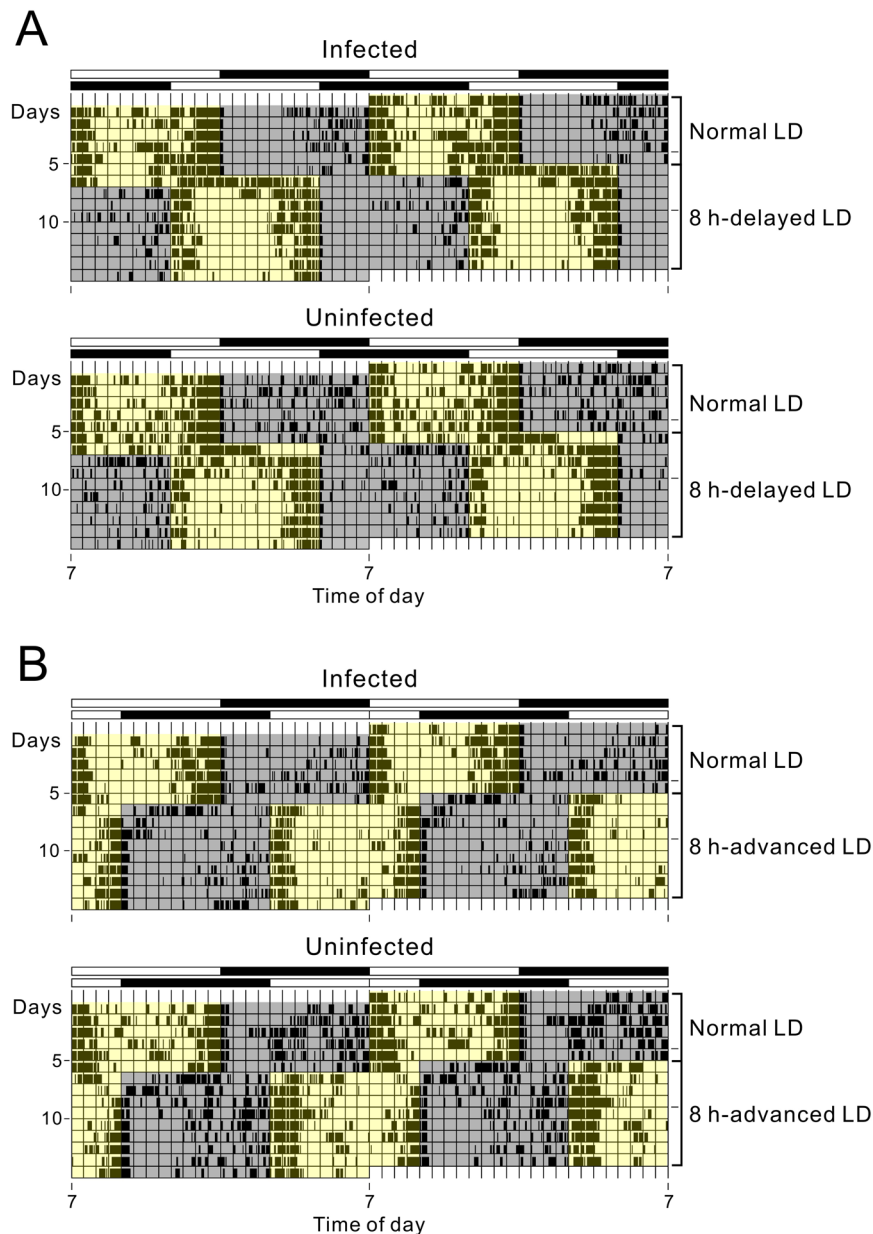 A
Infected
Days
Normal LD
5
10
8 h-delayed LD
Uninfected
Days
Normal LD
5
10
8 h-delayed LD
7 7 7
Time of day
B
Infected
Days
Normal LD
5
10
8 h-advanced LD
Uninfected
Days
Normal LD
5
10
8 h-advanced LD
7 7 7
Time of day